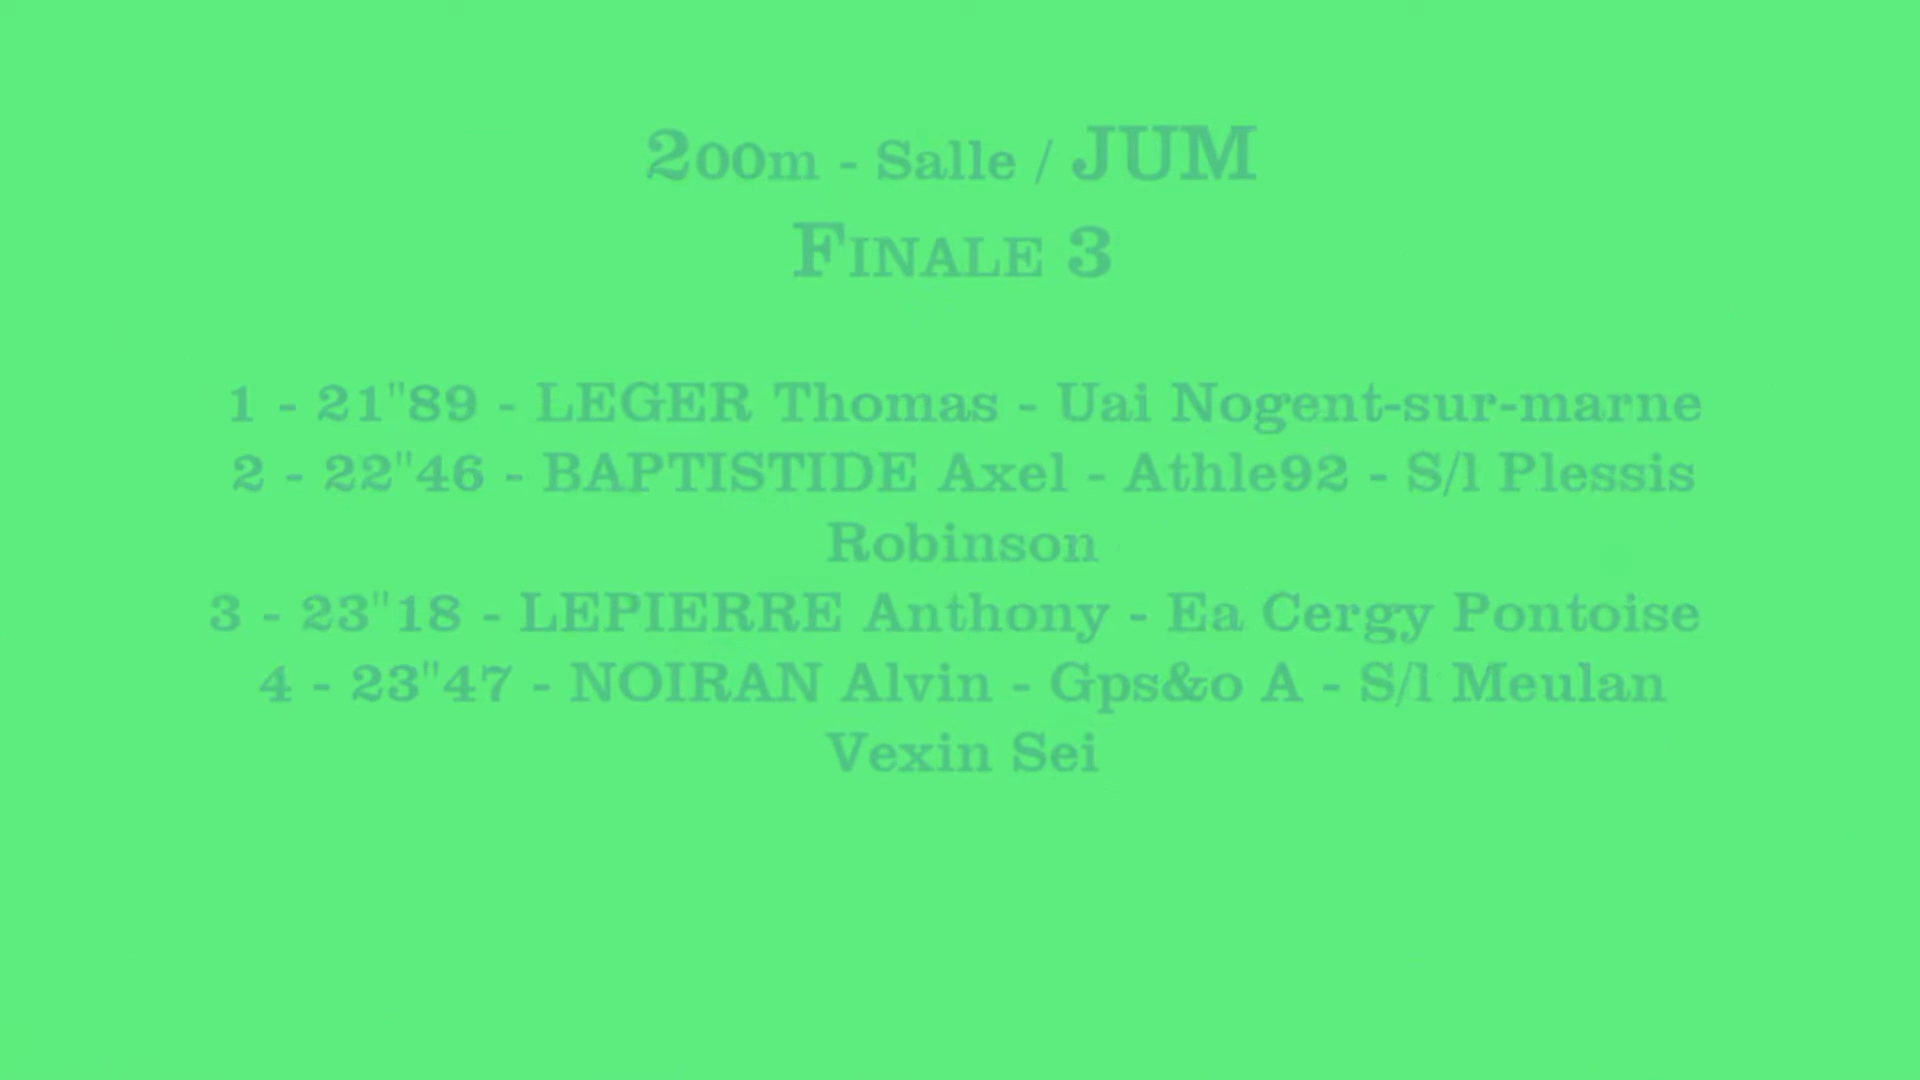 200m - Salle / JUM
FINALE 3
1 - 21"89 - LEGER Thomas - Uai Nogent-sur-marne
2 - 22"46 - BAPTISTIDE Axel - Athle92 - S/l Plessis
Robinson
3 - 23"18 - LEPIERRE Anthony - Ea Cergy Pontoise
4 - 23"47 - NOIRAN Alvin - Gps&o A - S/l Meulan
Vexin Sei